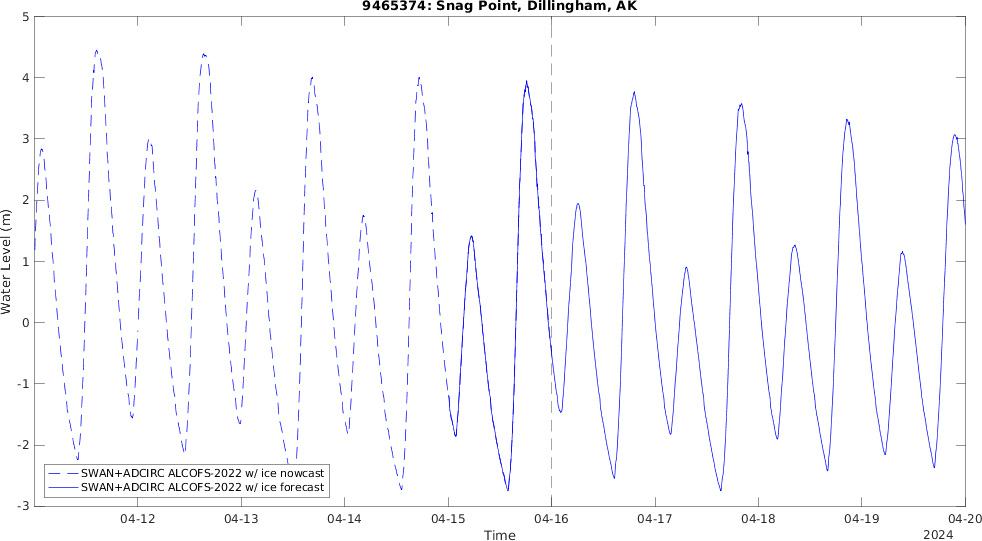 9465374: Snag Point, Dillingham, AK
5
4
3
2
1
0
-1
-2
-3
Water Level (m)
SWAN+ADCIRC ALCOFS-2022 w/ ice nowcast
SWAN+ADCIRC ALCOFS-2022 w/ ice forecast
04-12 04-13 04-14 04-15 04-16 04-17 04-18 04-19 04-20
Time
2024